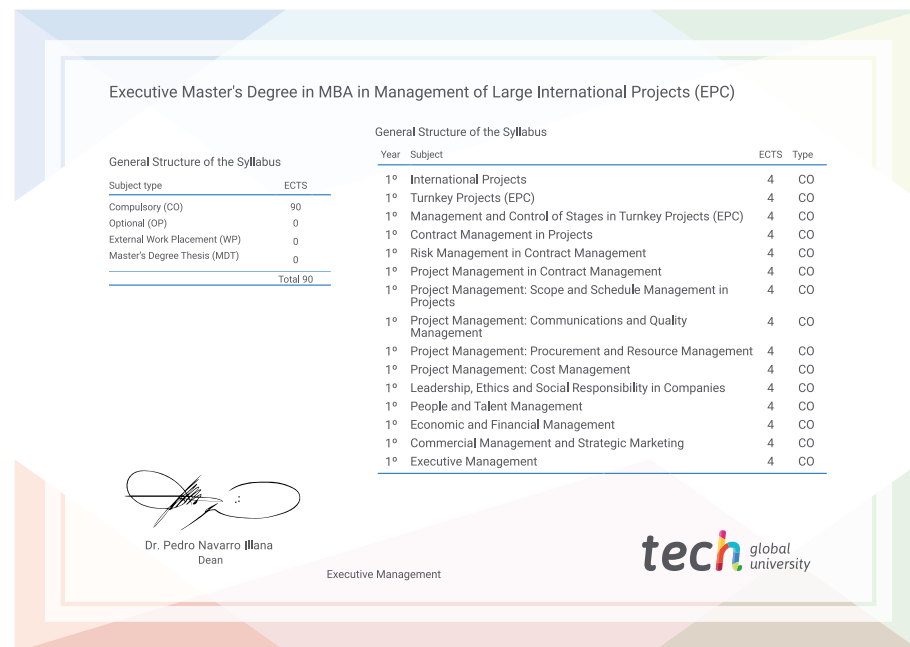 Executive Master's Degree in MBA in Management of Large International Projects (EPC)
General Structure of the Syllabus
Subject type ECTS
Compulsory (CO) 90
Optional (OP) 0
External Work Placement (WP) 0
Master's Degree Thesis (MDT) 0
Total 90
General Structure of the Syllabus
Year Subject ECTS Type
1º International Projects 4 CO
1º Turnkey Projects (EPC) 4 CO
1º Management and Control of Stages in Turnkey Projects (EPC) 4 CO
1º Contract Management in Projects 4 CO
1º Risk Management in Contract Management 4 CO
1º Project Management in Contract Management 4 CO
1º Project Management: Scope and Schedule Management in 4 CO
Projects
1º Project Management: Communications and Quality 4 CO
Management
1º Project Management: Procurement and Resource Management 4 CO
1º Project Management: Cost Management 4 CO
1º Leadership, Ethics and Social Responsibility in Companies 4 CO
1º People and Talent Management 4 CO
1º Economic and Financial Management 4 CO
1º Commercial Management and Strategic Marketing 4 CO
1º Executive Management 4 CO
Dr. Pedro Navarro Illana
Dean
Executive Management
tech global
university